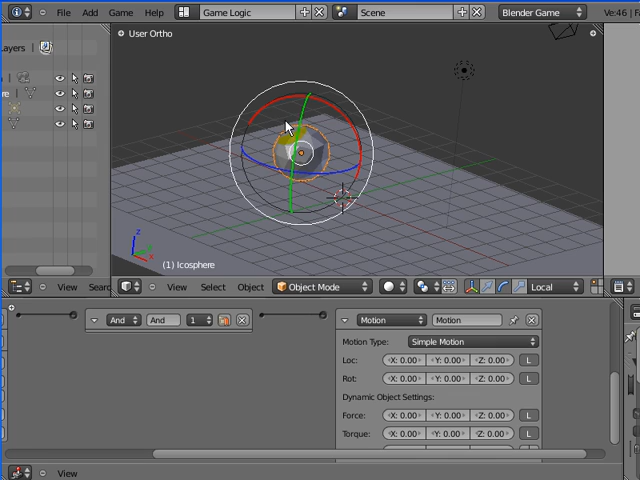 File Add Game Help Game Logic Scene Blender Game Ve:46 | F
ayers
User Ortho
re
z
(1) Icosphere
View Searc View Select Object Object Mode Local
And And 1 Motion Motion
Motion Type: Simple Motion
Loc: X: 0.00 Y: 0.00 Z: 0.00 L
Rot: X: 0.00 Y: 0.00 Z: 0.00 L
Dynamic Object Settings:
Force: X: 0.00 Y: 0.00 Z: 0.00 L
Torque: X: 0.00 Y: 0.00 Z: 0.00 L
View